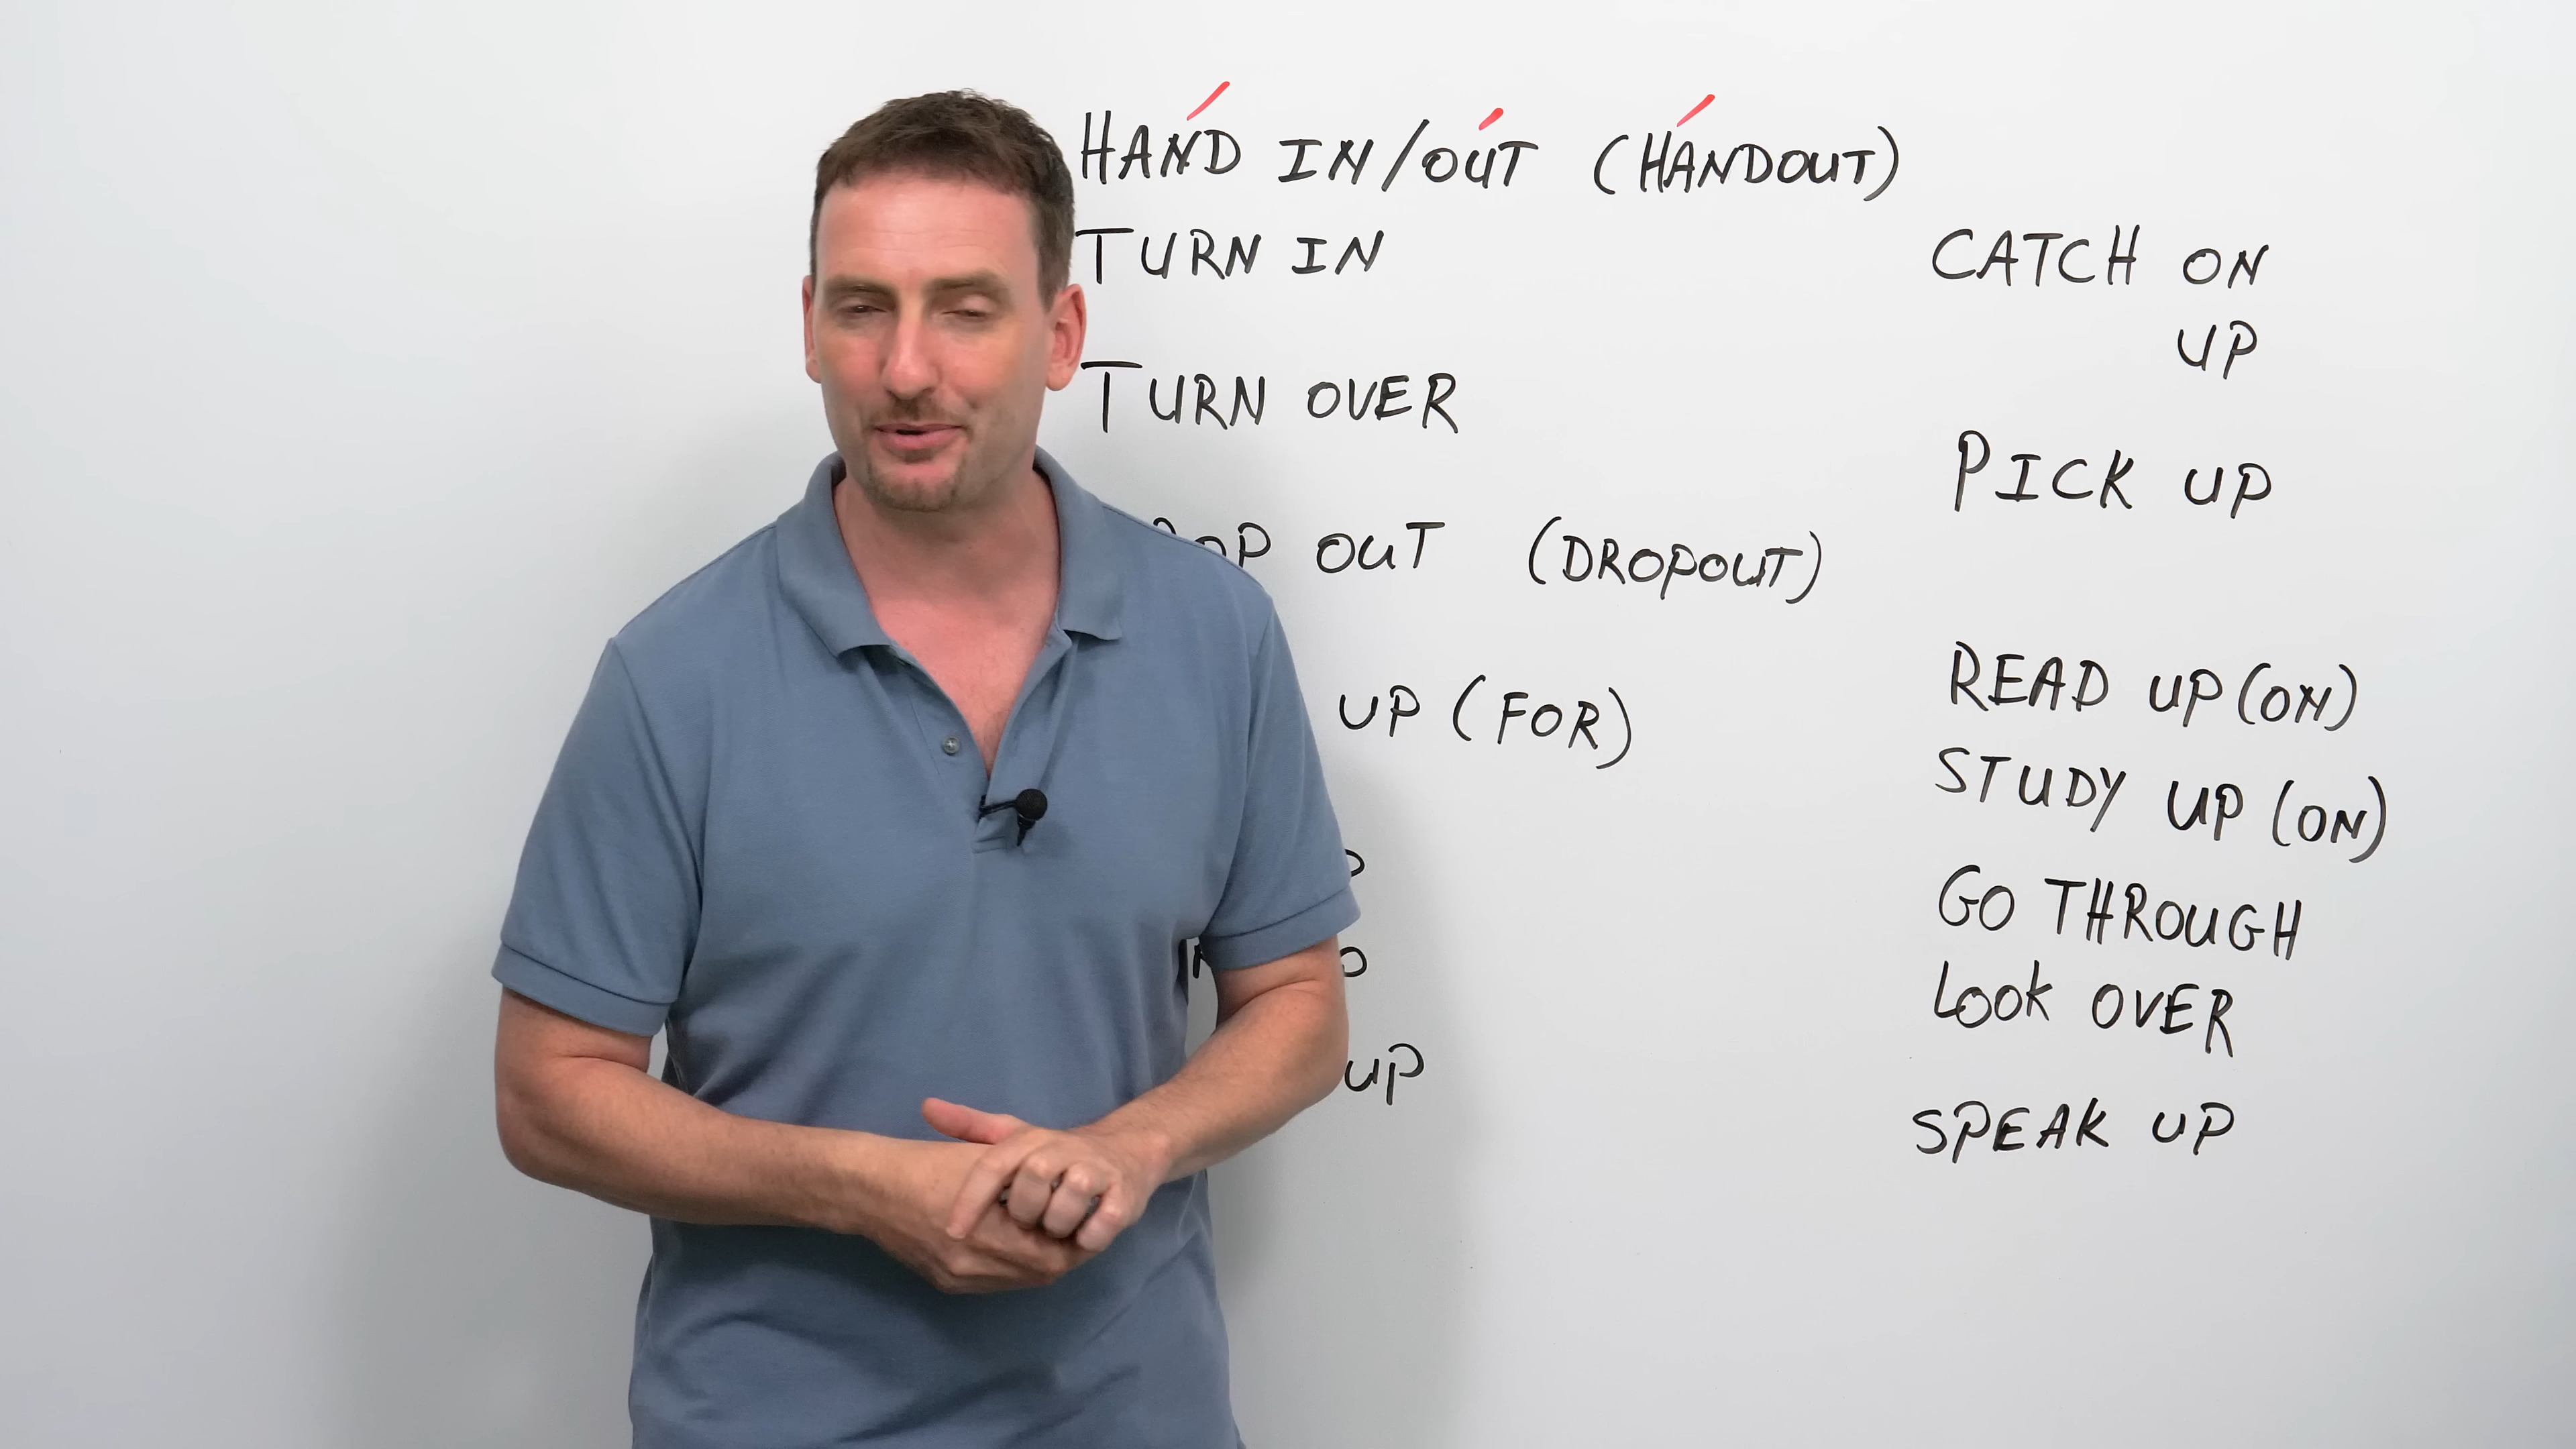 HAND IN/OUT (HANDOUT)
TURN IN
TURN OVER
OUT (DROPOUT)
UP (FOR)
UP
CATCH ON
UP
PICK UP
READ UP (ON)
STUDY UP (ON)
GO THROUGH
LOOK OVER
SPEAK UP